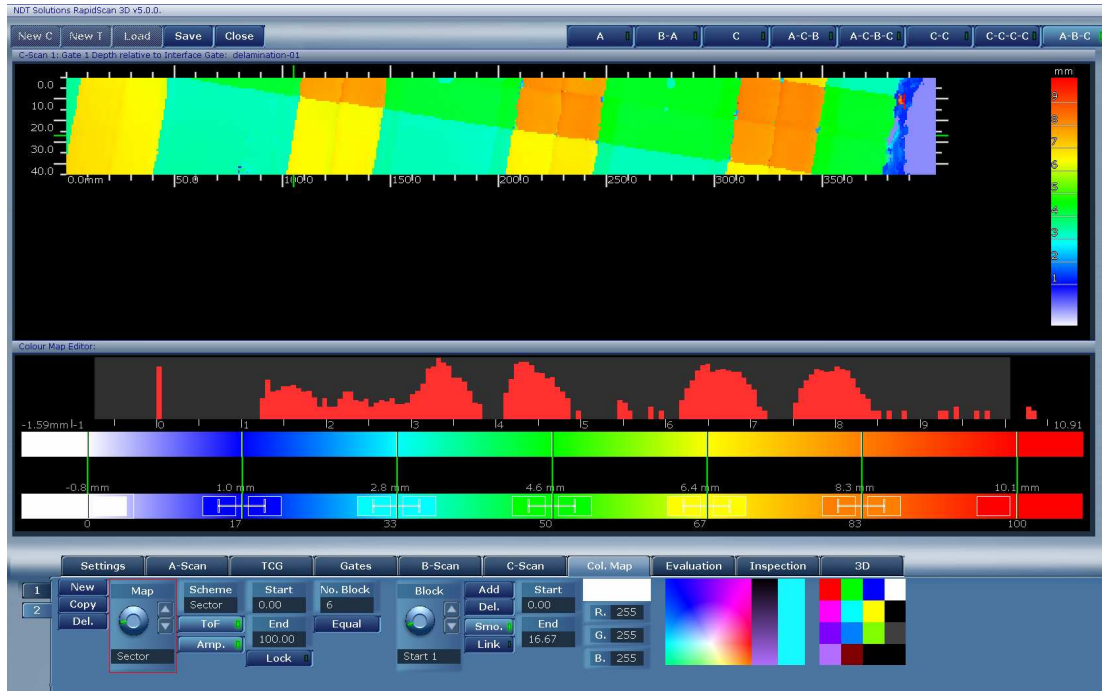 NDT Solutions RapidScan 3D v5.0.0.
New C New T Load Save Close A B-A C A-C-B A-C-B-C C-C C-C-C-C A-B-C
C-Scan 1: Gate 1 Depth relative to Interface Gate: delamination-01
mm
0.0
10.0
20.0
30.0
40.0
0.0mm 50.0 100.0 150.0 200.0 250.0 300.0 350.0
9
8
7
6
5
4
3
2
1
Colour Map Editor:
-1.59mm -1 0 1 2 3 4 5 6 7 8 9 10.91
-0.8 mm 1.0 mm 2.8 mm 4.6 mm 6.4 mm 8.3 mm 10.1 mm
0 17 33 50 67 83 100
Settings A-Scan TCG Gates B-Scan C-Scan Col. Map Evaluation Inspection 3D
1 New Map Scheme Start No. Block Block Add Start
2 Copy Sector 0.00 6 Del. 0.00
Del. ToF End Equal Smo. End R. 255
Amp. 100.00 Link 16.67 G. 255
Sector Lock Start 1 B. 255